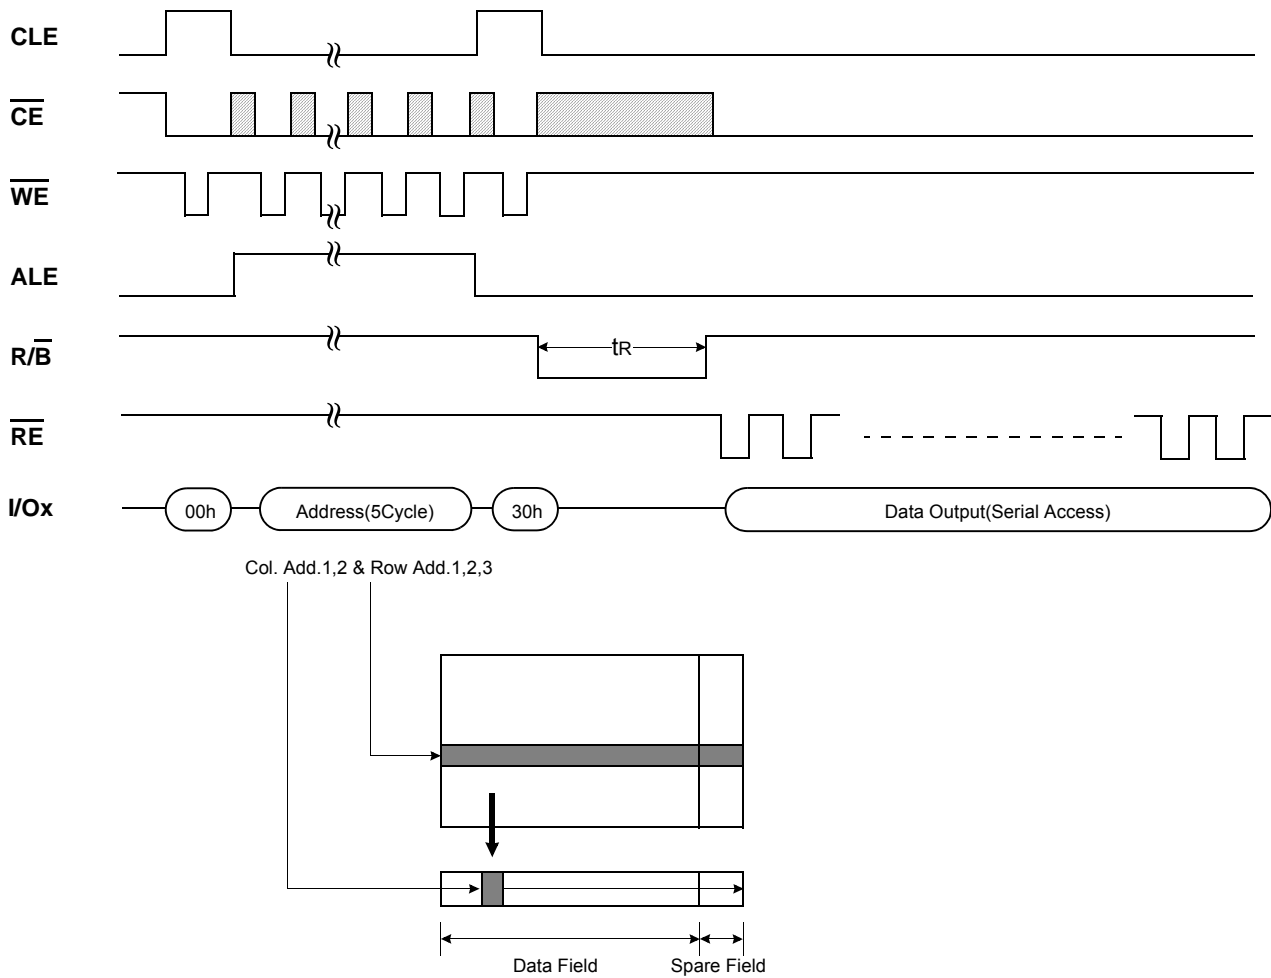 CLE
CE
WE
ALE
R/B
tR
RE
I/Ox
00h
Address(5Cycle)
30h
Data Output(Serial Access)
Col. Add.1,2 & Row Add.1,2,3
Data Field
Spare Field